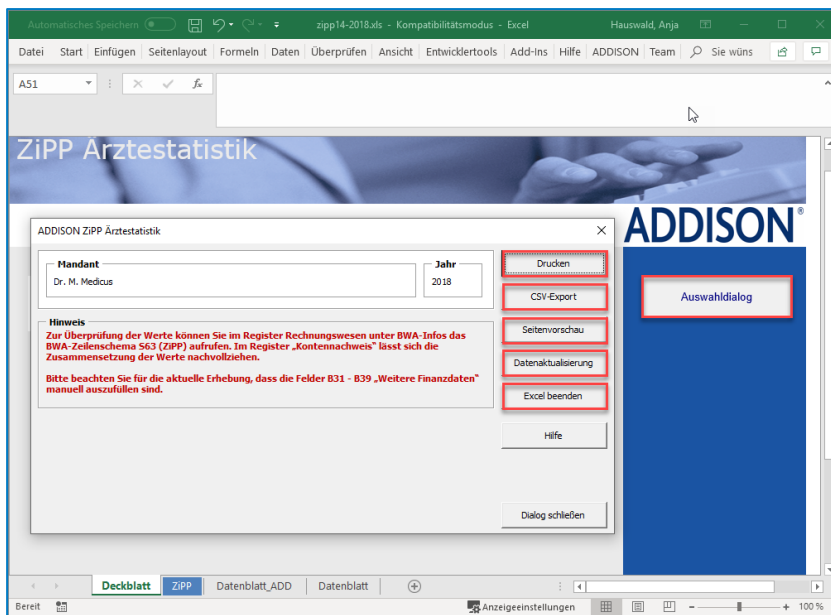 Automatisches Speichern zipp14-2018.xls - Kompatibilitätsmodus - Excel Hauswald, Anja
Datei Start Einfügen Seitenlayout Formeln Daten Überprüfen Ansicht Entwicklertools Add-Ins Hilfe ADDISON Team Sie wüns
A51 fx
ZiPP Ärztestatistik
ADDISON®
ADDISON ZiPP Ärztestatistik
Mandant Jahr Drucken
Dr. M. Medicus 2018
CSV-Export Auswahldialog
Hinweis Seitenvorschau
Zur Überprüfung der Werte können Sie im Register Rechnungswesen unter BWA-Infos das
BWA-Zeilenschema S63 (ZiPP) aufrufen. Im Register „Kontennachweis“ lässt sich die
Zusammensetzung der Werte nachvollziehen.
Datenaktualisierung
Bitte beachten Sie für die aktuelle Erhebung, dass die Felder B31 - B39 „Weitere Finanzdaten“
manuell auszufüllen sind.
Excel beenden
Hilfe
Dialog schließen
Deckblatt ZiPP Datenblatt_ADD Datenblatt
Bereit Anzeigeeinstellungen 100 %